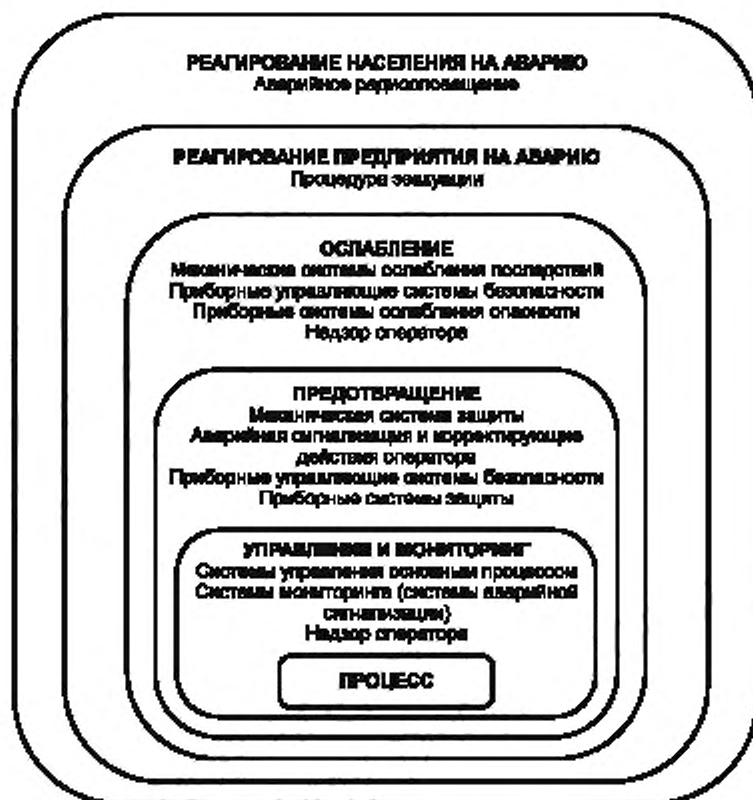 РЕАГИРОВАНИЕ НАСЕЛЕНИЯ НА АВАРИЮ
Аварийное радиооповещение
РЕАГИРОВАНИЕ ПРЕДПРИЯТИЯ НА АВАРИЮ
Процедура эвакуации
ОСЛАБЛЕНИЕ
Механические системы ослабления последствий
Приборные управляющие системы безопасности
Приборные системы ослабления опасности
Надзор оператора
ПРЕДОТВРАЩЕНИЕ
Механическая система защиты
Аварийная сигнализация и корректирующие
действия оператора
Приборные управляющие системы безопасности
Приборные системы защиты
УПРАВЛЕНИЕ И МОНИТОРИНГ
Системы управления основным процессом
Системы мониторинга (системы аварийной
сигнализации)
Надзор оператора
ПРОЦЕСС